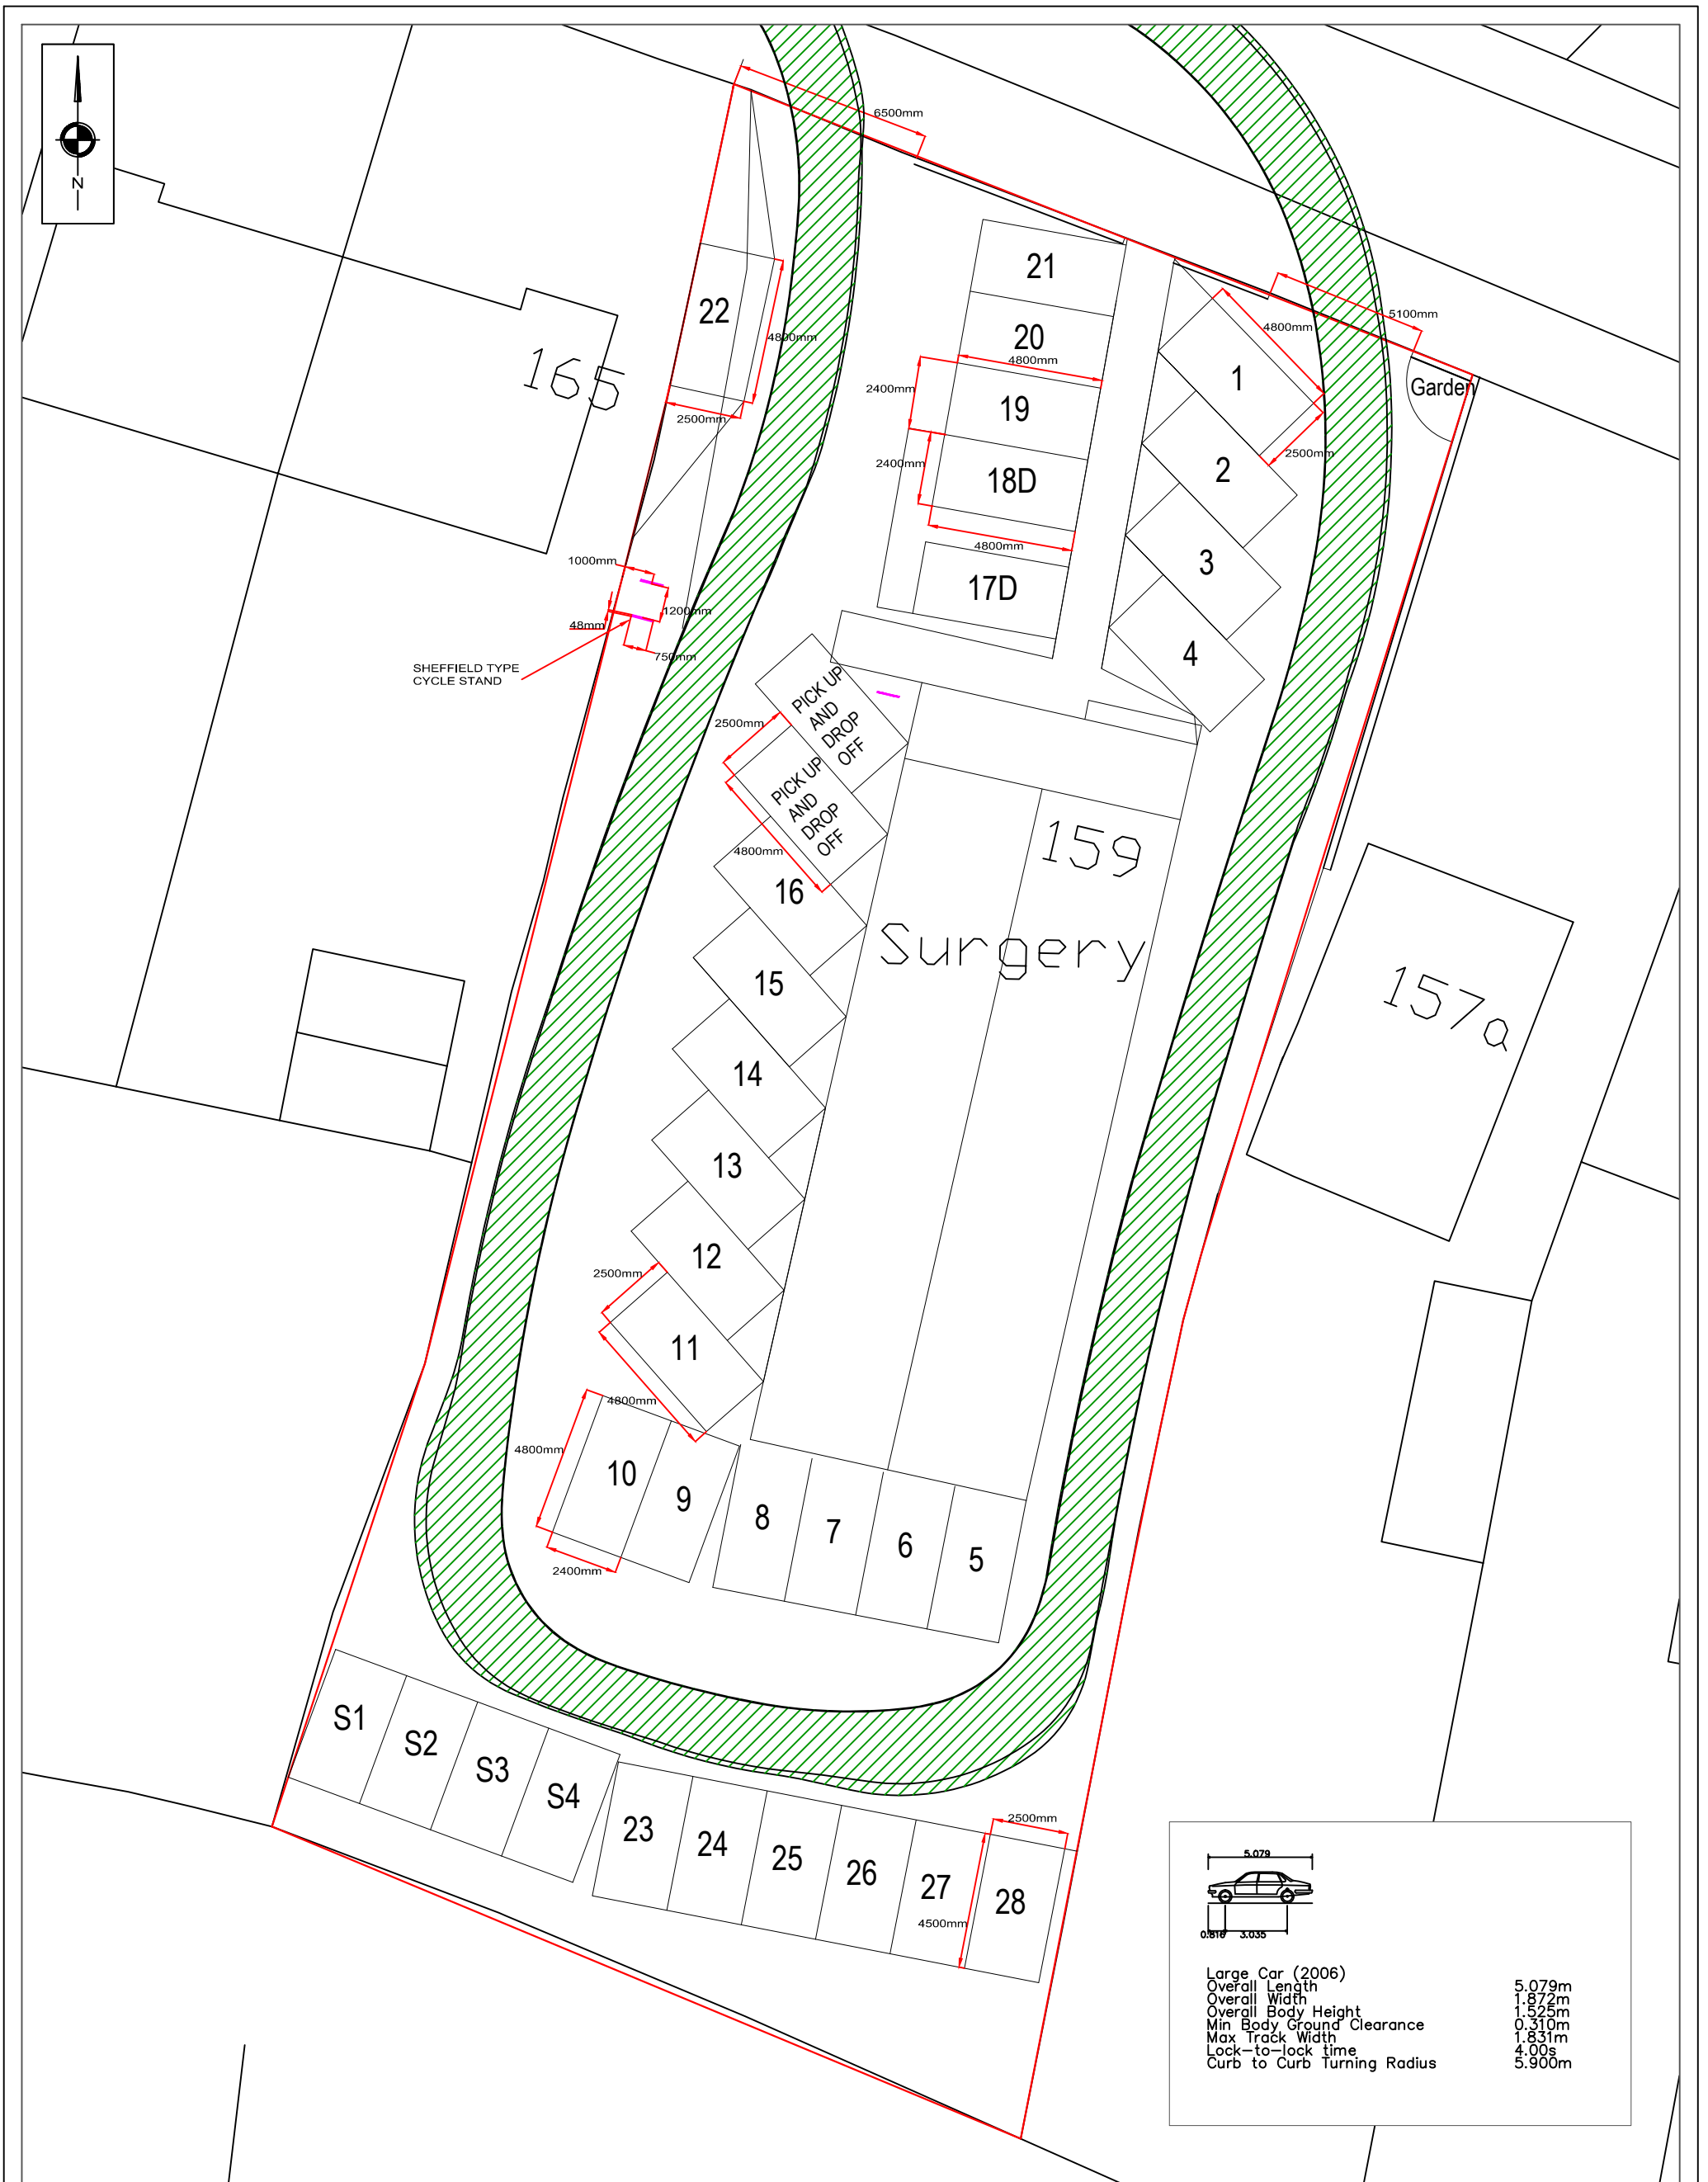 N
6500mm
21
22
20
4800mm
5100mm
4800mm
4800mm
165
2400mm
1
Garden
19
2500mm
2500mm
2400mm
18D
2
4800mm
1000mm
3
17D
1200mm
48mm
750mm
4
SHEFFIELD TYPE
CYCLE STAND
PICK UP
AND
DROP
OFF
2500mm
PICK UP
AND
DROP
OFF
4800mm
159
16
Surgery
15
157a
14
13
12
2500mm
11
4800mm
4800mm
10
9
8
7
6
5
2400mm
S1
S2
S3
S4
23
24
25
26
27
28
2500mm
4500mm
5.079
0.816 3.035
Large Car (2006)
Overall Length 5.079m
Overall Width 1.872m
Overall Body Height 1.525m
Min Body Ground Clearance 0.310m
Max Track Width 1.831m
Lock-to-lock time 4.00s
Curb to Curb Turning Radius 5.900m